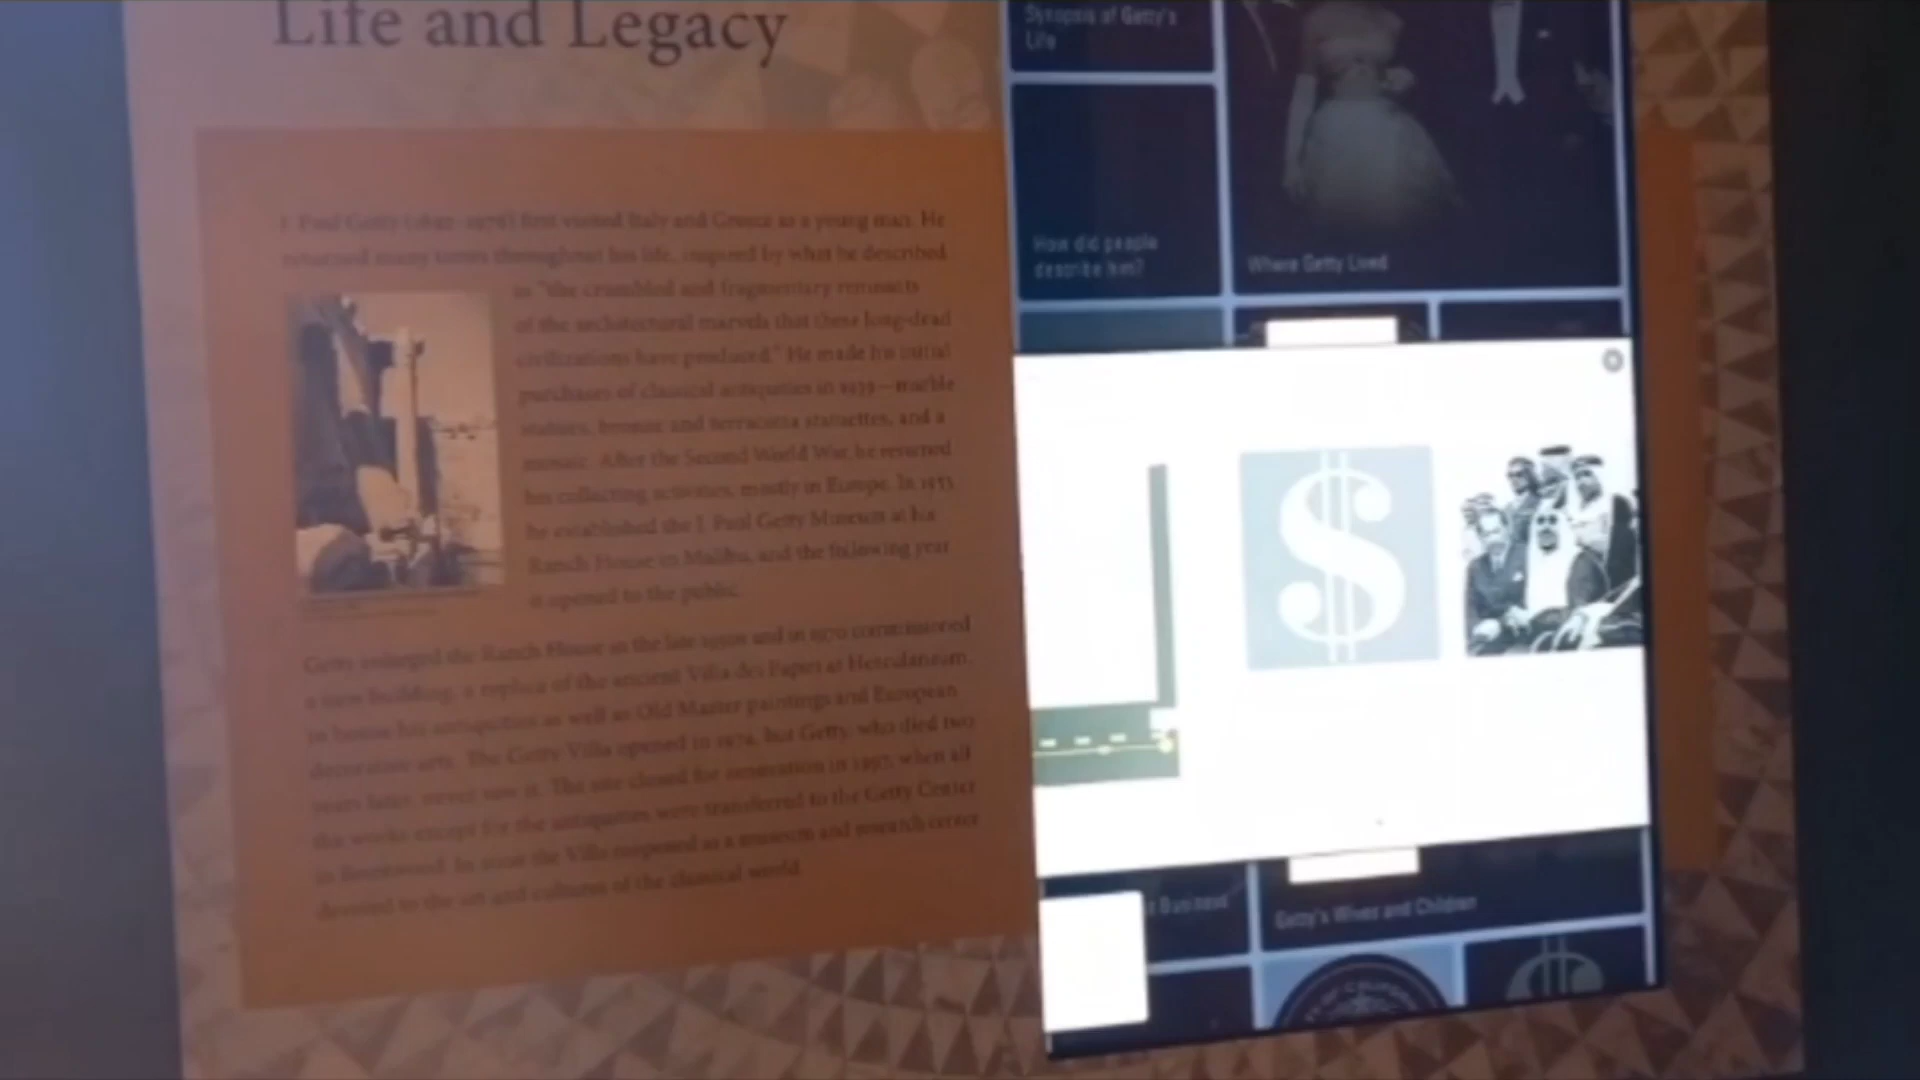 Life and Legacy
J. Paul Getty (1892–1976) first visited Italy and Greece as a young man. He
returned many times throughout his life, inspired by what he described
as "the crumbled and fragmentary remnants
of the architectural marvels that these long-dead
civilizations have produced." He made his initial
purchases of classical antiquities in 1939—marble
statues, bronze and terracotta statuettes, and a
mosaic. After the Second World War, he resumed
his collecting activities, mostly in Europe. In 1953
he established the J. Paul Getty Museum at his
Ranch House in Malibu, and the following year
it opened to the public.
Getty enlarged the Ranch House in the late 1950s and in 1970 commissioned
a new building, a replica of the ancient Villa dei Papiri at Herculaneum,
to house his antiquities as well as Old Master paintings and European
decorative arts. The Getty Villa opened in 1974, but Getty, who died two
years later, never saw it. The site closed for renovation in 1997, when all
the works except for the antiquities were transferred to the Getty Center
in Brentwood. In 2006 the Villa reopened as a museum and research center
devoted to the art and cultures of the classical world.
Synopsis of Getty's
Life
How did people
describe him?
Where Getty Lived
$
Business
Getty's Wives and Children